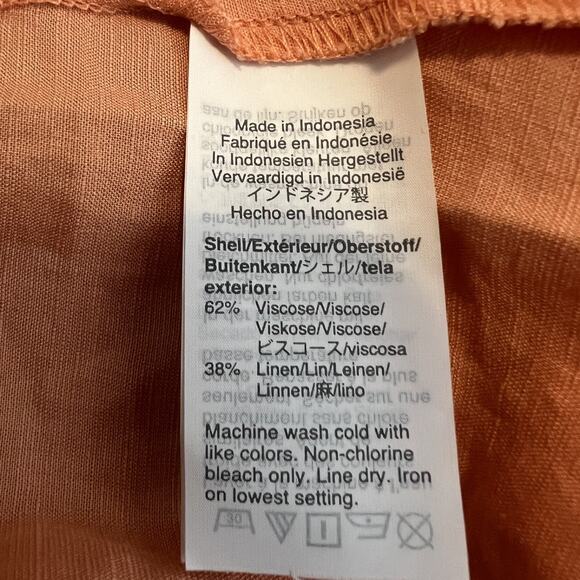 Made in Indonesia
Fabriqué en Indonésie
In Indonesien Hergestellt
Vervaardigd in Indonesië
インドネシア製
Hecho en Indonesia
Shell/Extérieur/Oberstoff/
Buitenkant/シェル/tela
exterior:
62% Viscose/Viscose/
Viskose/Viscose/
ビスコース/viscosa
38% Linen/Lin/Leinen/
Linnen/麻/lino
Machine wash cold with
like colors. Non-chlorine
bleach only. Line dry. Iron
on lowest setting.
30